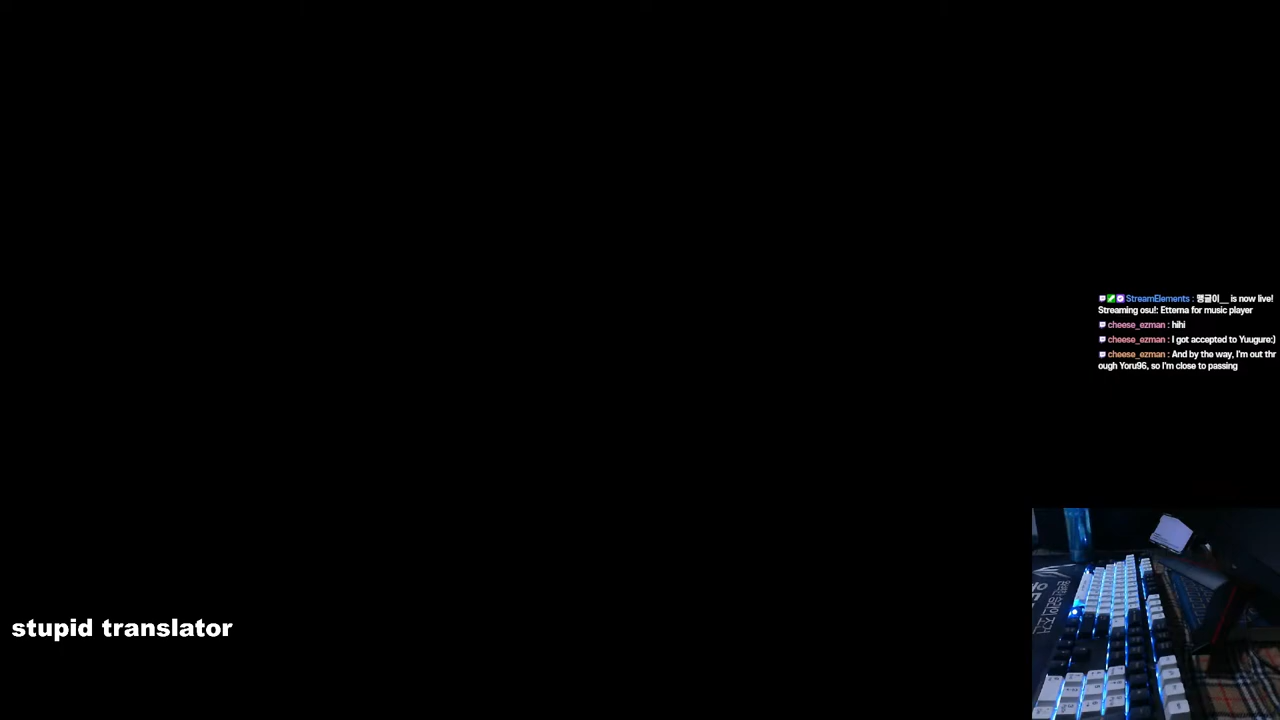 StreamElements : 맹글이__ is now live!
Streaming osu!: Etterna for music player
cheese_ezman : hihi
cheese_ezman : I got accepted to Yuugure:)
cheese_ezman : And by the way, I'm out thr
ough Yoru96, so I'm close to passing
stupid translator